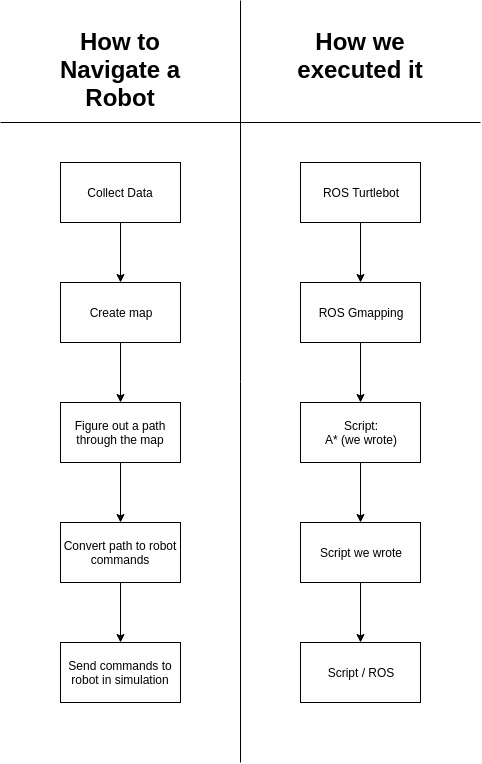 How to
Navigate a
Robot
How we
executed it
Collect Data
ROS Turtlebot
Create map
ROS Gmapping
Figure out a path
through the map
Script:
A* (we wrote)
Convert path to robot
commands
Script we wrote
Send commands to
robot in simulation
Script / ROS